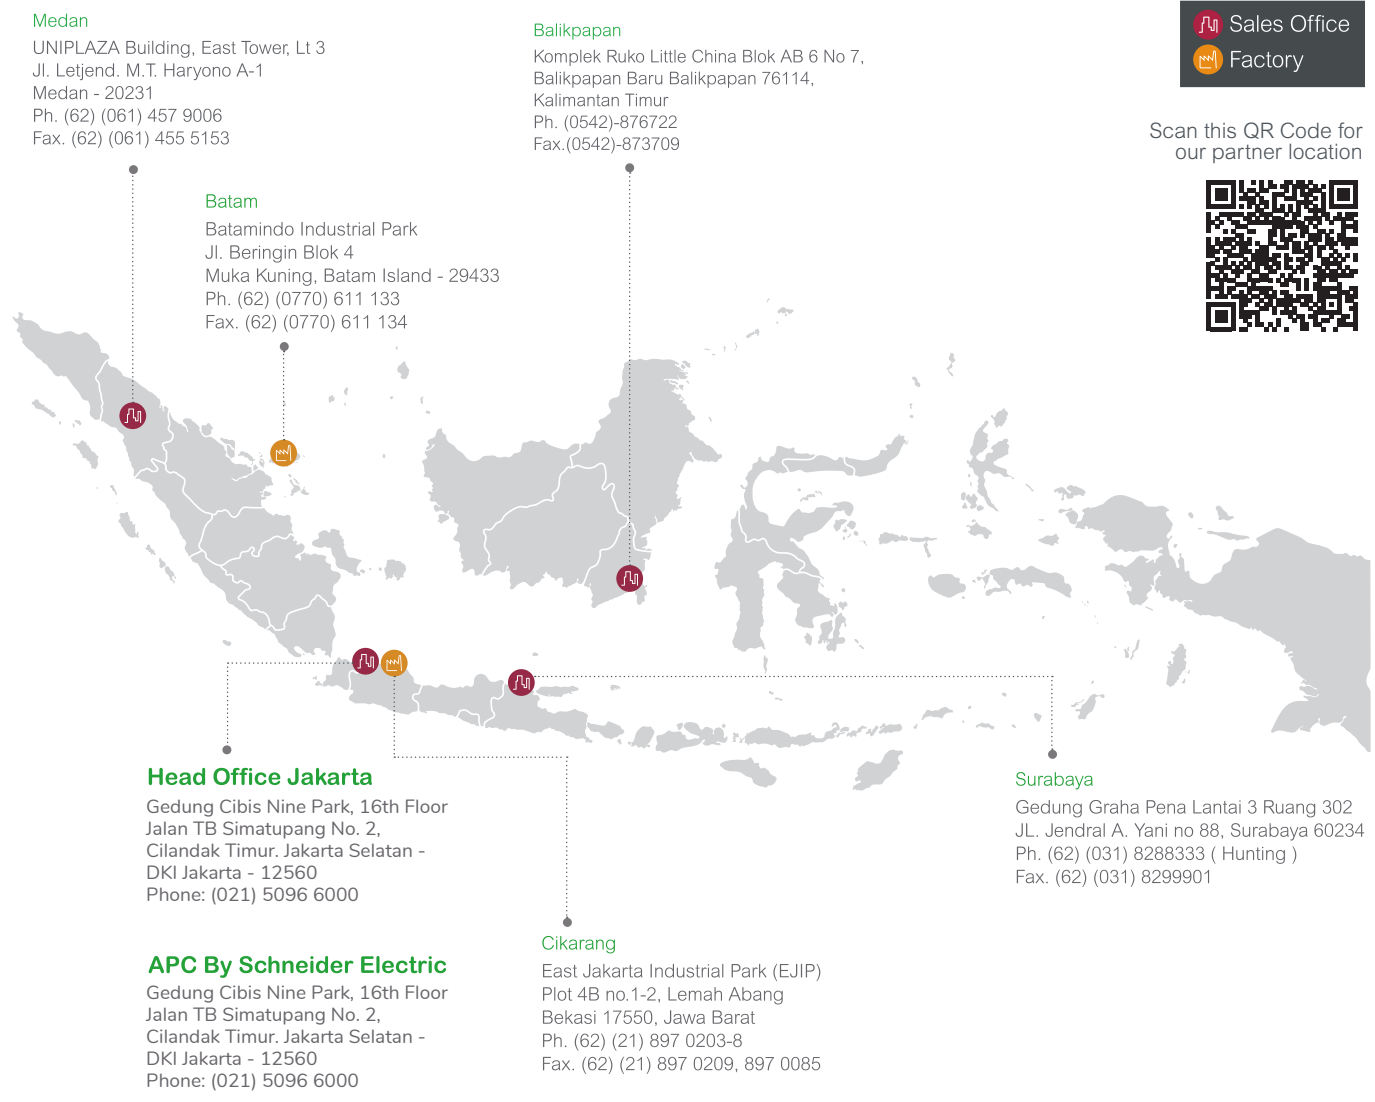 Medan
UNIPLAZA Building, East Tower, Lt 3
Jl. Letjend. M.T. Haryono A-1
Medan - 20231
Ph. (62) (061) 457 9006
Fax. (62) (061) 455 5153
Balikpapan
Komplek Ruko Little China Blok AB 6 No 7,
Balikpapan Baru Balikpapan 76114,
Kalimantan Timur
Ph. (0542)-876722
Fax.(0542)-873709
Sales Office
Factory
Scan this QR Code for
our partner location
Batam
Batamindo Industrial Park
Jl. Beringin Blok 4
Muka Kuning, Batam Island - 29433
Ph. (62) (0770) 611 133
Fax. (62) (0770) 611 134
Head Office Jakarta
Gedung Cibis Nine Park, 16th Floor
Jalan TB Simatupang No. 2,
Cilandak Timur. Jakarta Selatan -
DKI Jakarta - 12560
Phone: (021) 5096 6000
Surabaya
Gedung Graha Pena Lantai 3 Ruang 302
JL. Jendral A. Yani no 88, Surabaya 60234
Ph. (62) (031) 8288333 ( Hunting )
Fax. (62) (031) 8299901
APC By Schneider Electric
Gedung Cibis Nine Park, 16th Floor
Jalan TB Simatupang No. 2,
Cilandak Timur. Jakarta Selatan -
DKI Jakarta - 12560
Phone: (021) 5096 6000
Cikarang
East Jakarta Industrial Park (EJIP)
Plot 4B no.1-2, Lemah Abang
Bekasi 17550, Jawa Barat
Ph. (62) (21) 897 0203-8
Fax. (62) (21) 897 0209, 897 0085